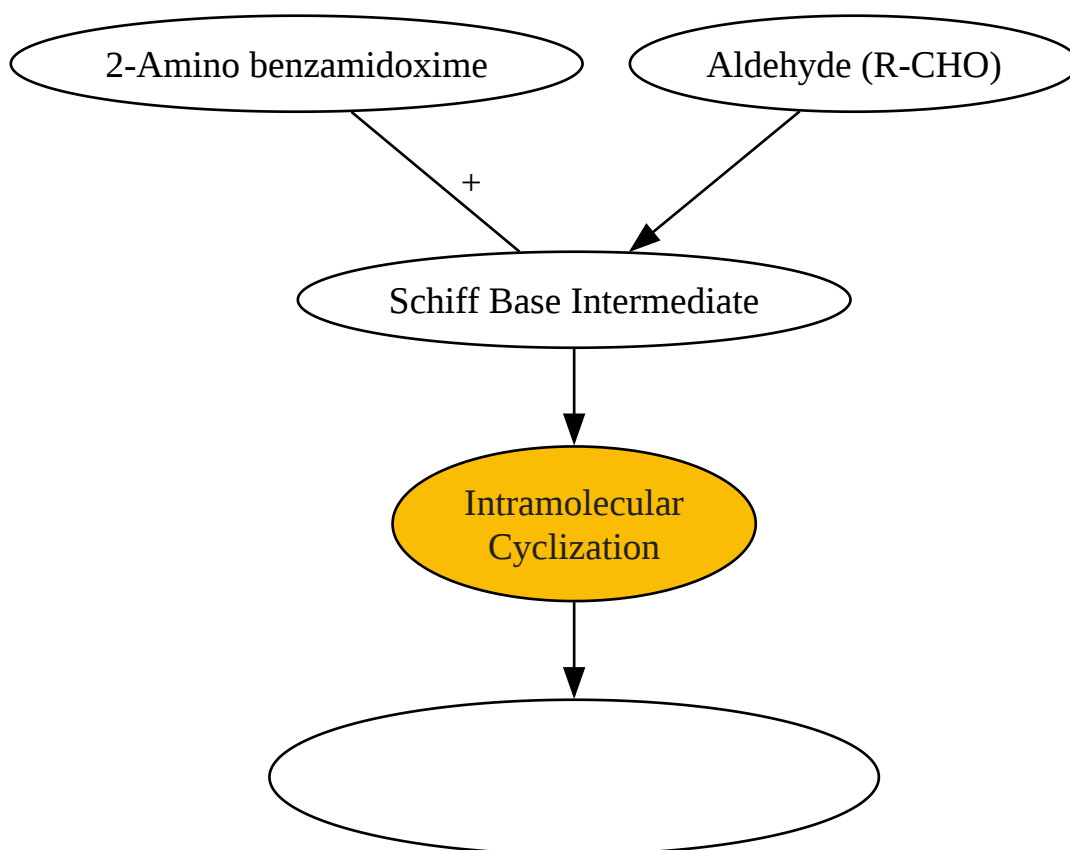 2-Amino benzamidoxime
Aldehyde (R-CHO)
+
Schiff Base Intermediate
Intramolecular
Cyclization